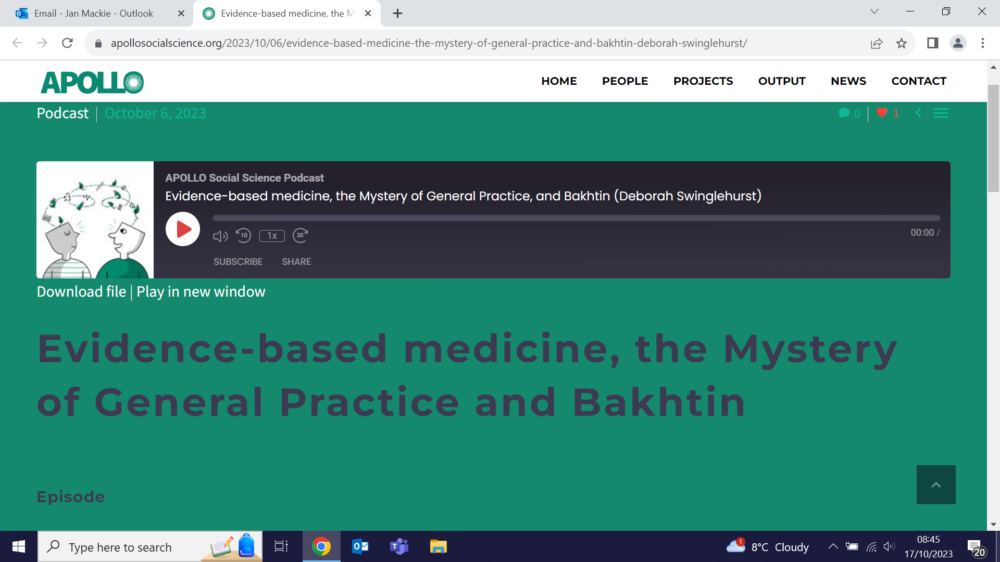 Email - Jan Mackie - Outlook
Evidence-based medicine, the M
apollosocialscience.org/2023/10/06/evidence-based-medicine-the-mystery-of-general-practice-and-bakhtin-deborah-swinglehurst/
APOLLO
HOME PEOPLE PROJECTS OUTPUT NEWS CONTACT
Podcast | October 6, 2023
0 | 1
APOLLO Social Science Podcast
Evidence-based medicine, the Mystery of General Practice, and Bakhtin (Deborah Swinglehurst)
10 1x 30
00:00 /
SUBSCRIBE SHARE
Download file | Play in new window
Evidence-based medicine, the Mystery
of General Practice and Bakhtin
Episode
Type here to search
1
8°C Cloudy
08:45
17/10/2023
20